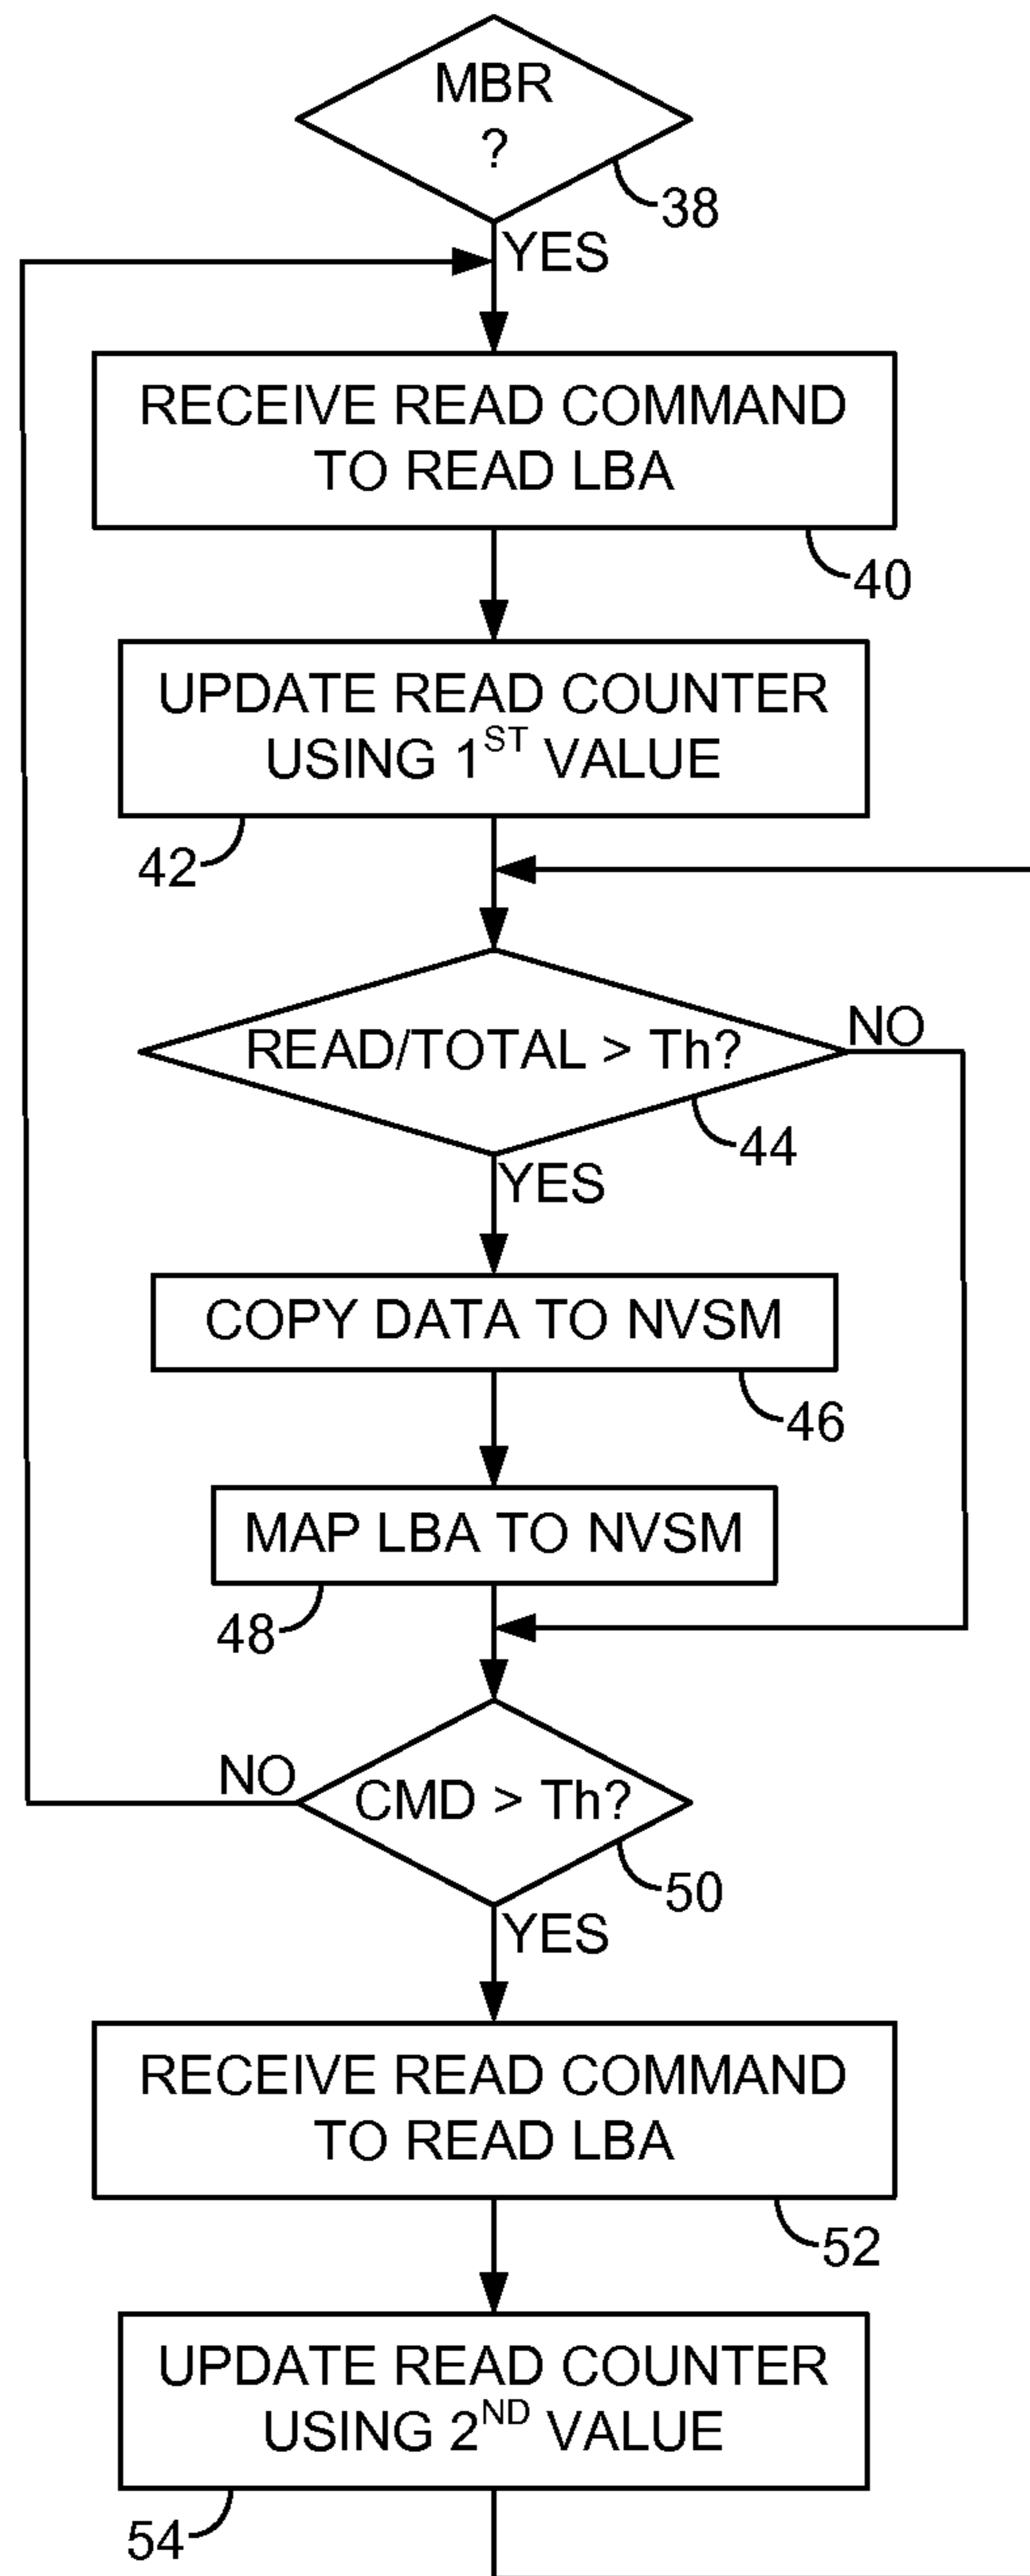 MBR
?
38
YES
RECEIVE READ COMMAND
TO READ LBA
40
UPDATE READ COUNTER
USING 1ST VALUE
42
READ/TOTAL > Th?
NO
44
YES
COPY DATA TO NVSM
46
MAP LBA TO NVSM
48
NO
CMD > Th?
50
YES
RECEIVE READ COMMAND
TO READ LBA
52
UPDATE READ COUNTER
USING 2ND VALUE
54